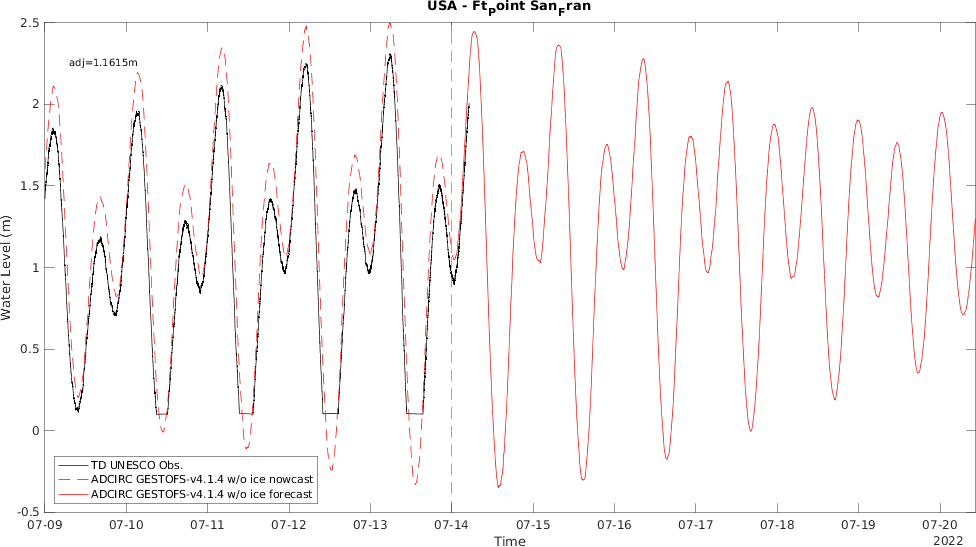 USA - Ft_Point San_Fran
2.5
adj=1.1615m
2
1.5
1
0.5
0
-0.5
Water Level (m)
TD UNESCO Obs.
ADCIRC GESTOFS-v4.1.4 w/o ice nowcast
ADCIRC GESTOFS-v4.1.4 w/o ice forecast
07-09 07-10 07-11 07-12 07-13 07-14 07-15 07-16 07-17 07-18 07-19 07-20
Time
2022